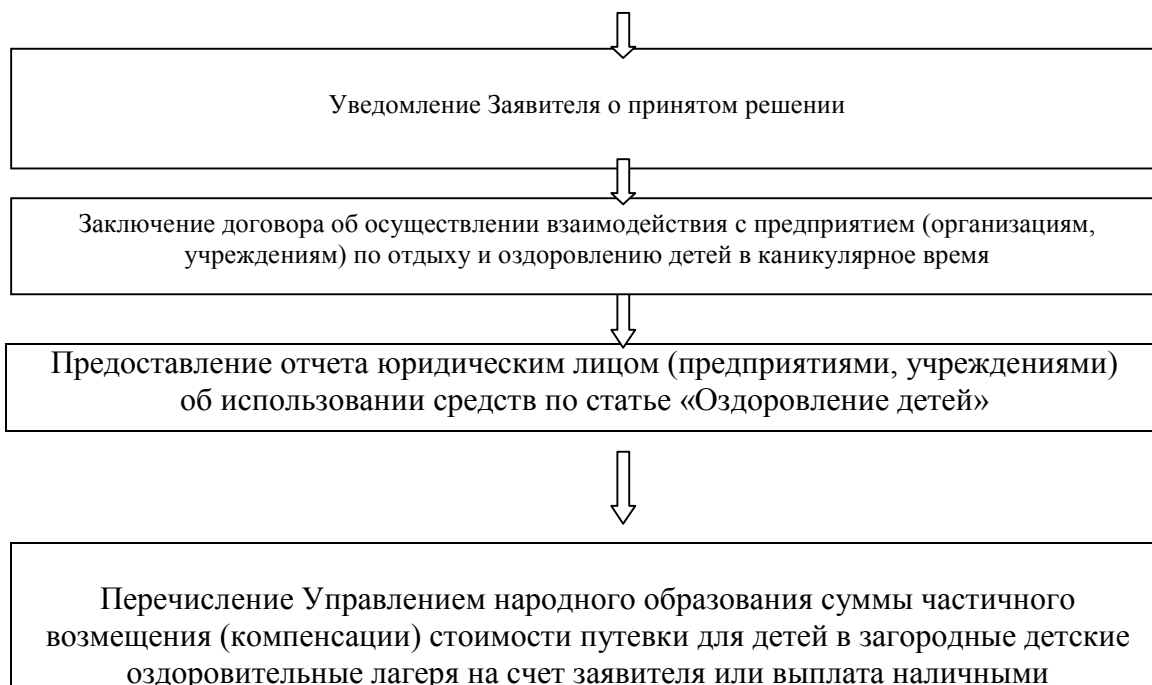 Уведомление Заявителя о принятом решении
Заключение договора об осуществлении взаимодействия с предприятием (организациям,
учреждениям) по отдыху и оздоровлению детей в каникулярное время
Предоставление отчета юридическим лицом (предприятиями, учреждениями)
об использовании средств по статье «Оздоровление детей»
Перечисление Управлением народного образования суммы частичного
возмещения (компенсации) стоимости путевки для детей в загородные детские
оздоровительные лагеря на счет заявителя или выплата наличными